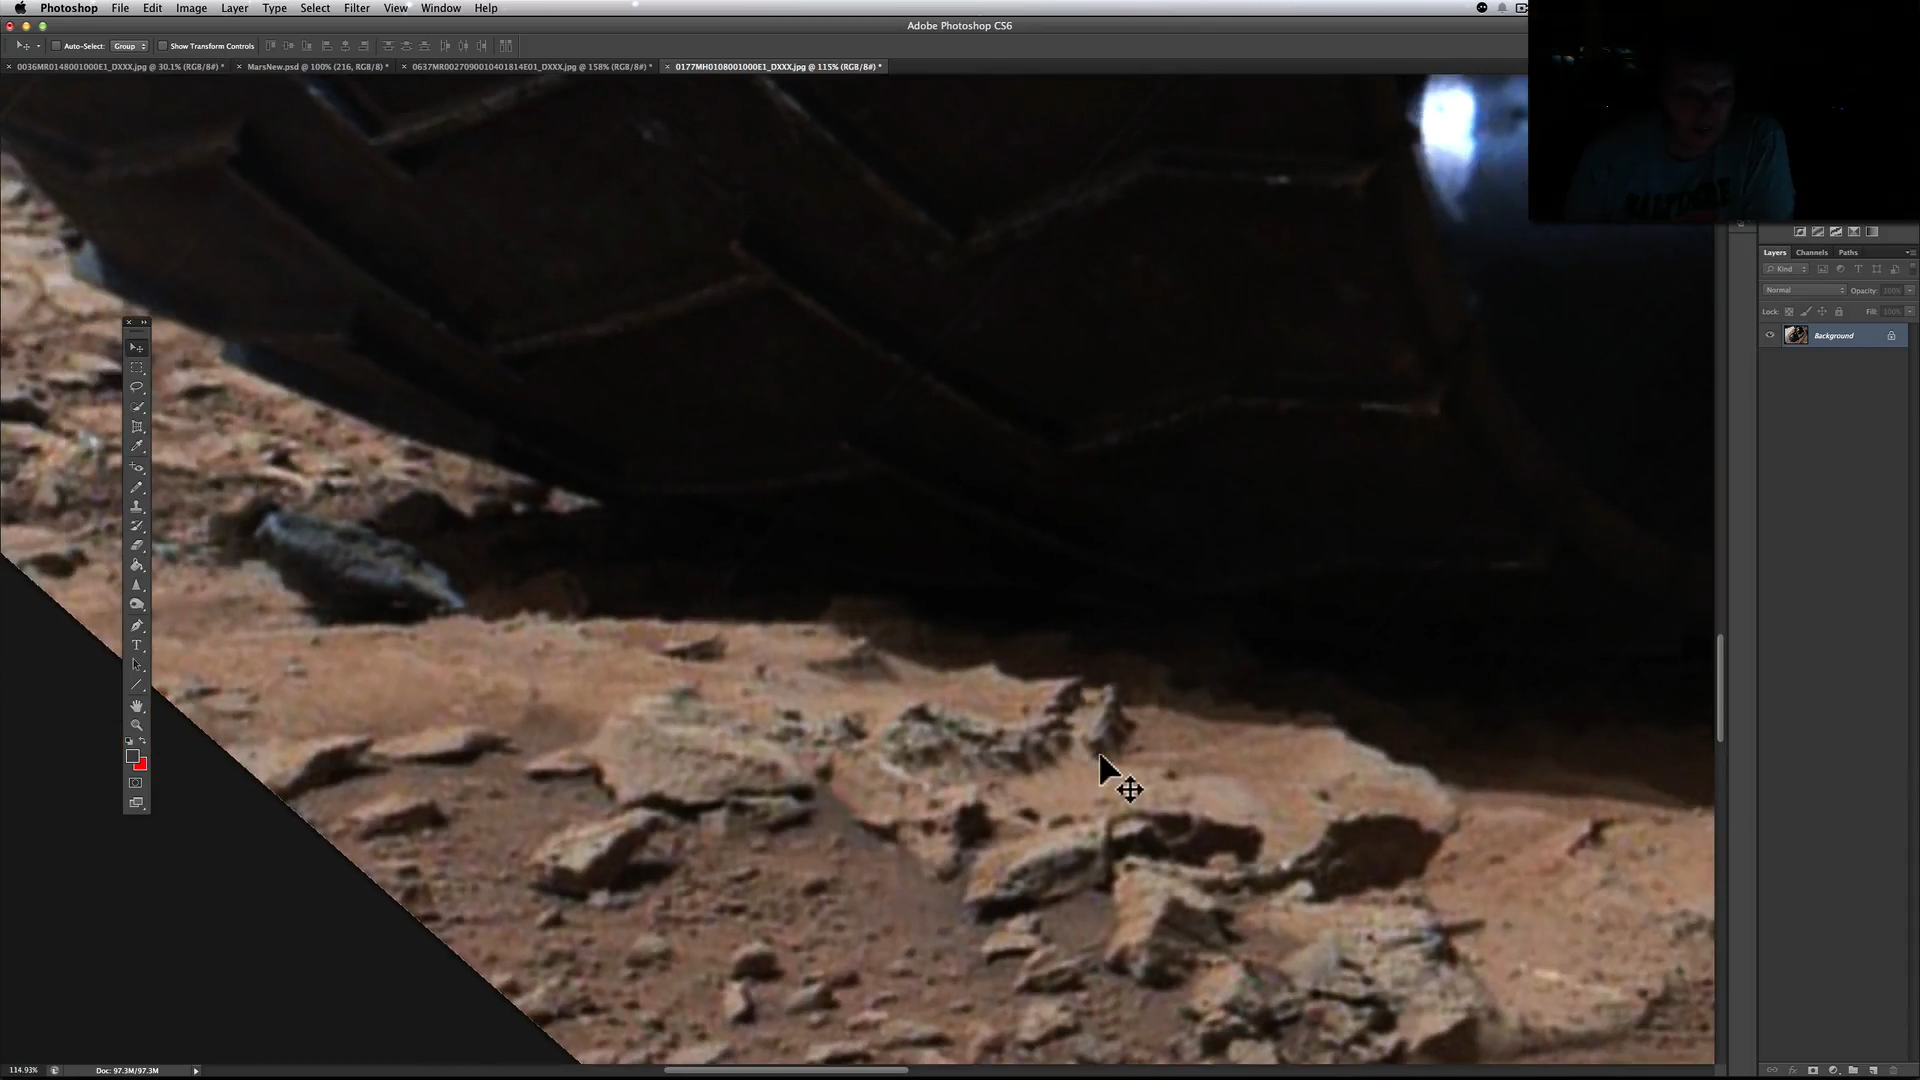 Photoshop File Edit Image Layer Type Select Filter View Window Help
Adobe Photoshop CS6
Auto-Select: Group Show Transform Controls
0036MR0148001000E1_DXXX.jpg @ 30.1% (RGB/8#) * MarsNew.psd @ 100% (216, RGB/8) * 0637MR0027090010401814E01_DXXX.jpg @ 158% (RGB/8#) * 0177MH0108001000E1_DXXX.jpg @ 115% (RGB/8#) *
Layers Channels Paths
Kind
Normal Opacity: 100%
Lock: Fill: 100%
Background
114.93% Doc: 97.3M/97.3M